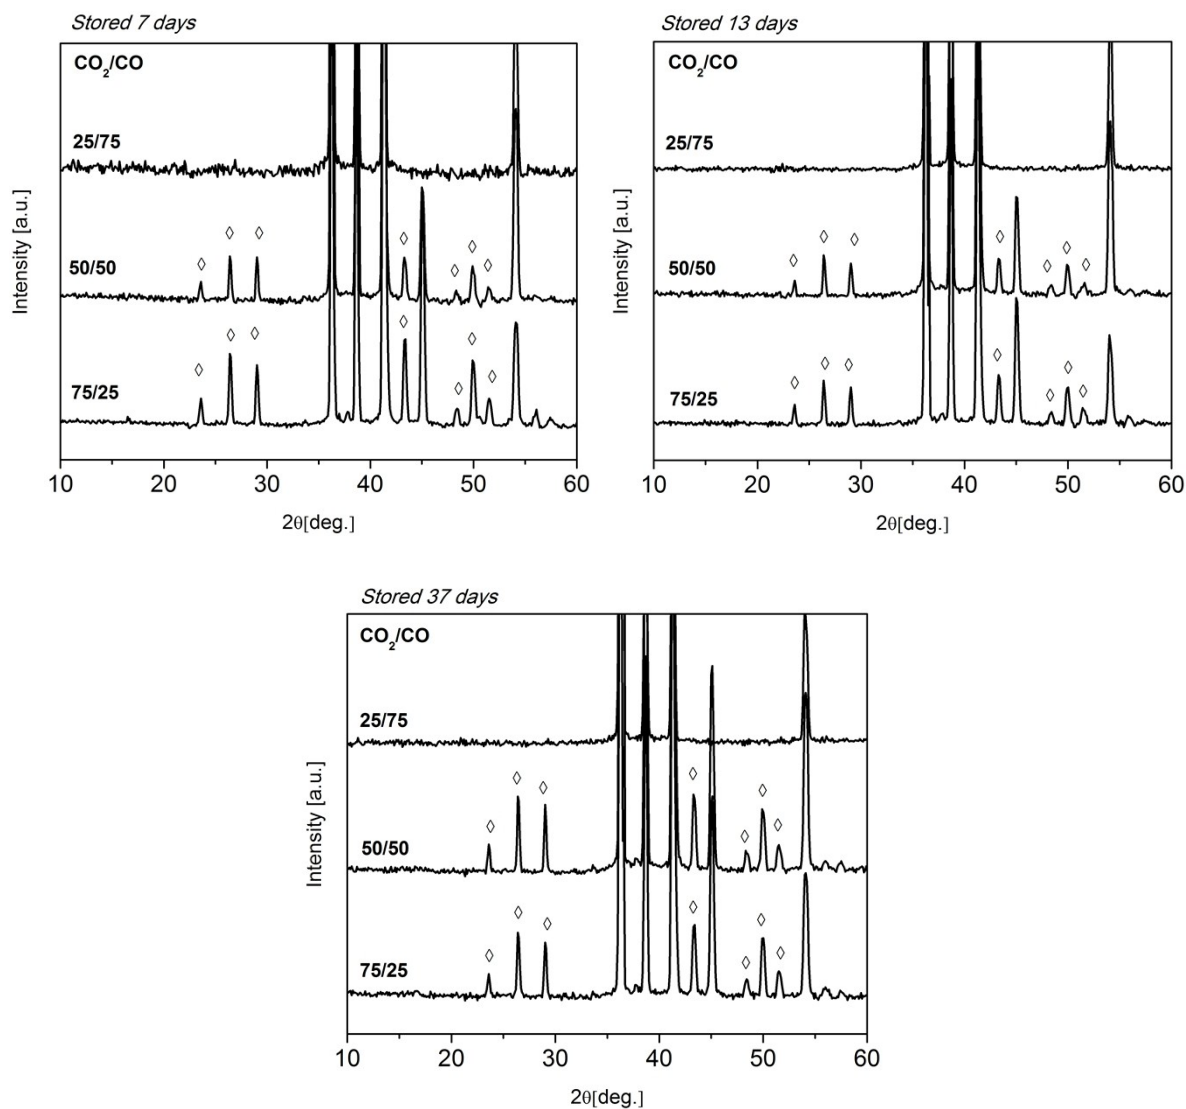 Stored 7 days
CO₂/CO
25/75
50/50
75/25
Intensity [a.u.]
10 20 30 40 50 60
2θ[deg.]
Stored 13 days
CO₂/CO
25/75
50/50
75/25
Intensity [a.u.]
10 20 30 40 50 60
2θ[deg.]
Stored 37 days
CO₂/CO
25/75
50/50
75/25
Intensity [a.u.]
10 20 30 40 50 60
2θ[deg.]